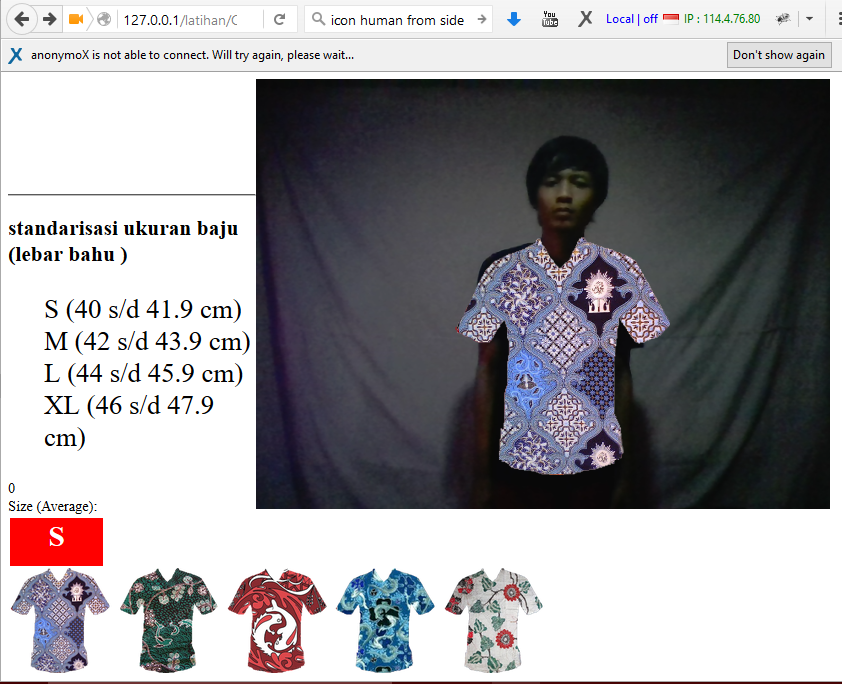 127.0.0.1/latihan/C
icon human from side
You
Tube
Local | off
IP : 114.4.76.80
anonymoX is not able to connect. Will try again, please wait...
Don't show again
standarisasi ukuran baju
(lebar bahu )
S (40 s/d 41.9 cm)
M (42 s/d 43.9 cm)
L (44 s/d 45.9 cm)
XL (46 s/d 47.9
cm)
0
Size (Average):
S